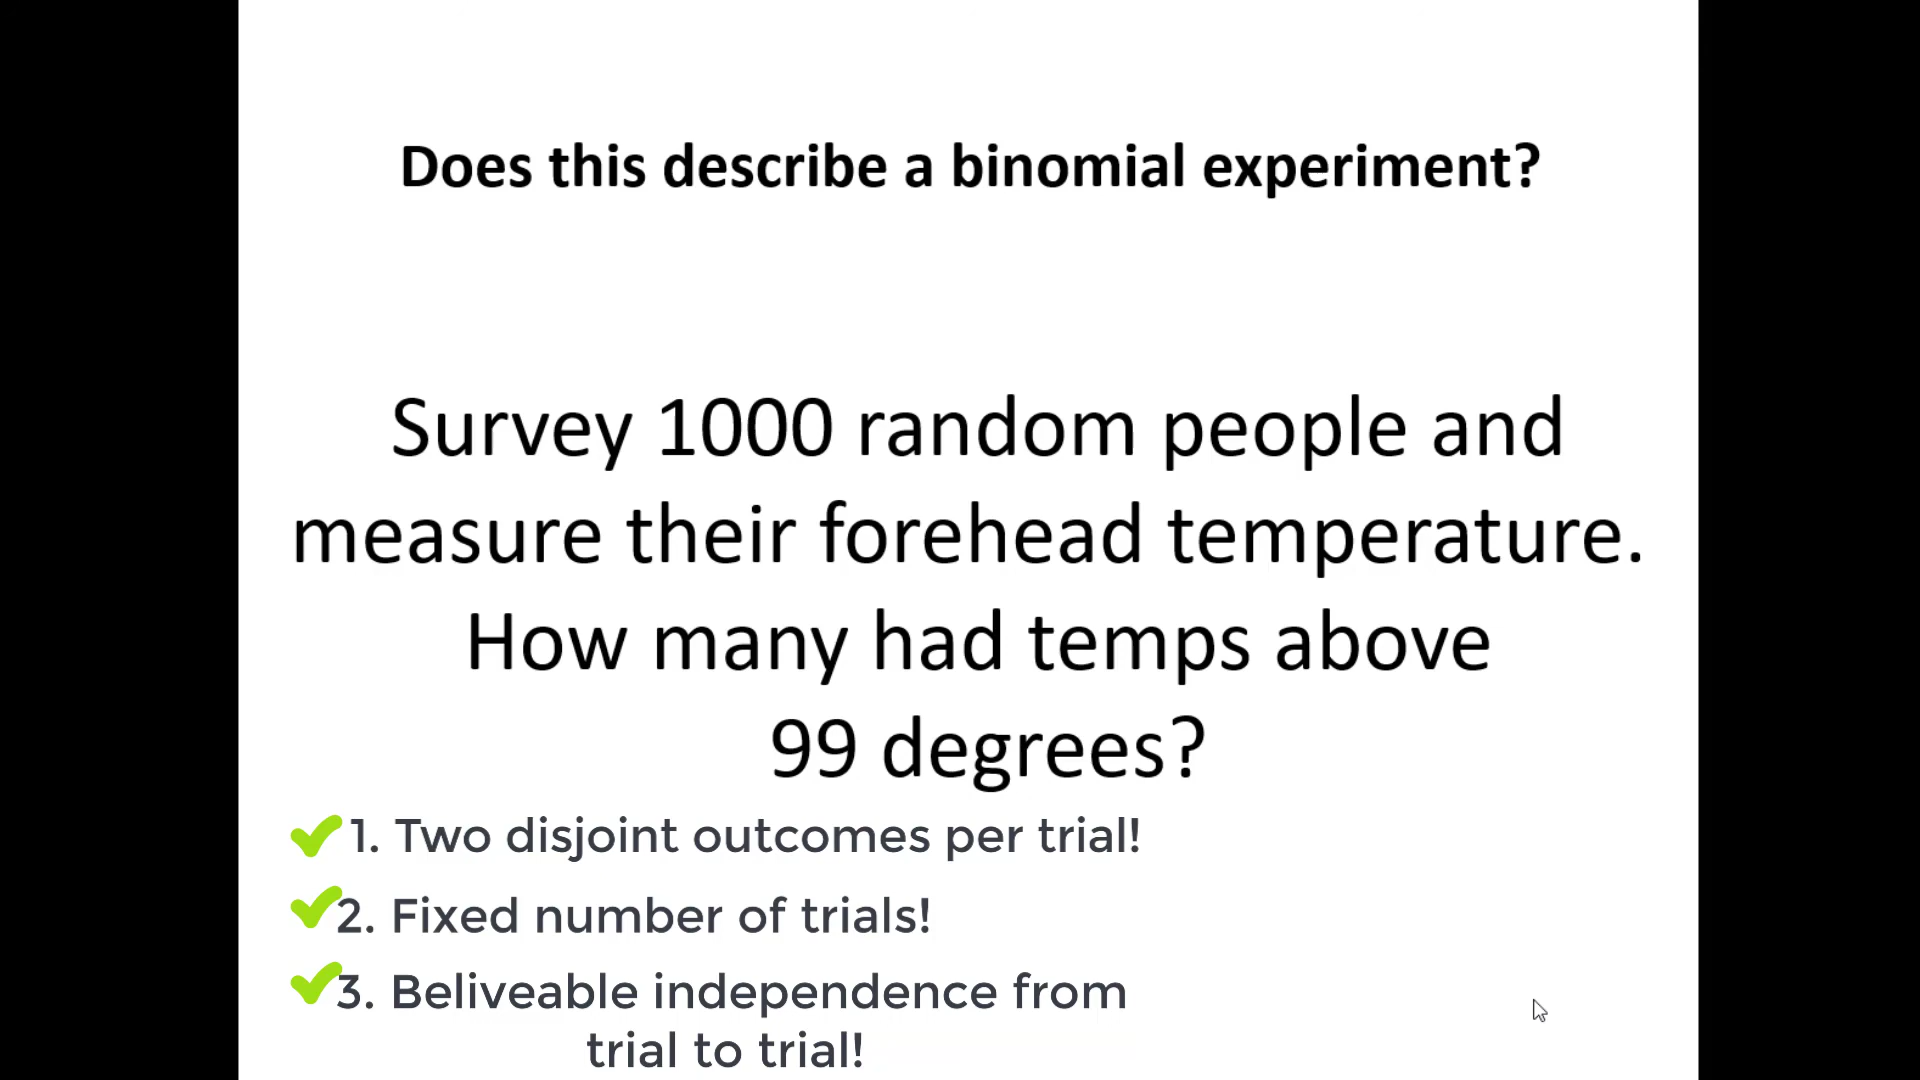 Does this describe a binomial experiment?
Survey 1000 random people and
measure their forehead temperature.
How many had temps above
99 degrees?
1. Two disjoint outcomes per trial!
2. Fixed number of trials!
3. Beliveable independence from
trial to trial!